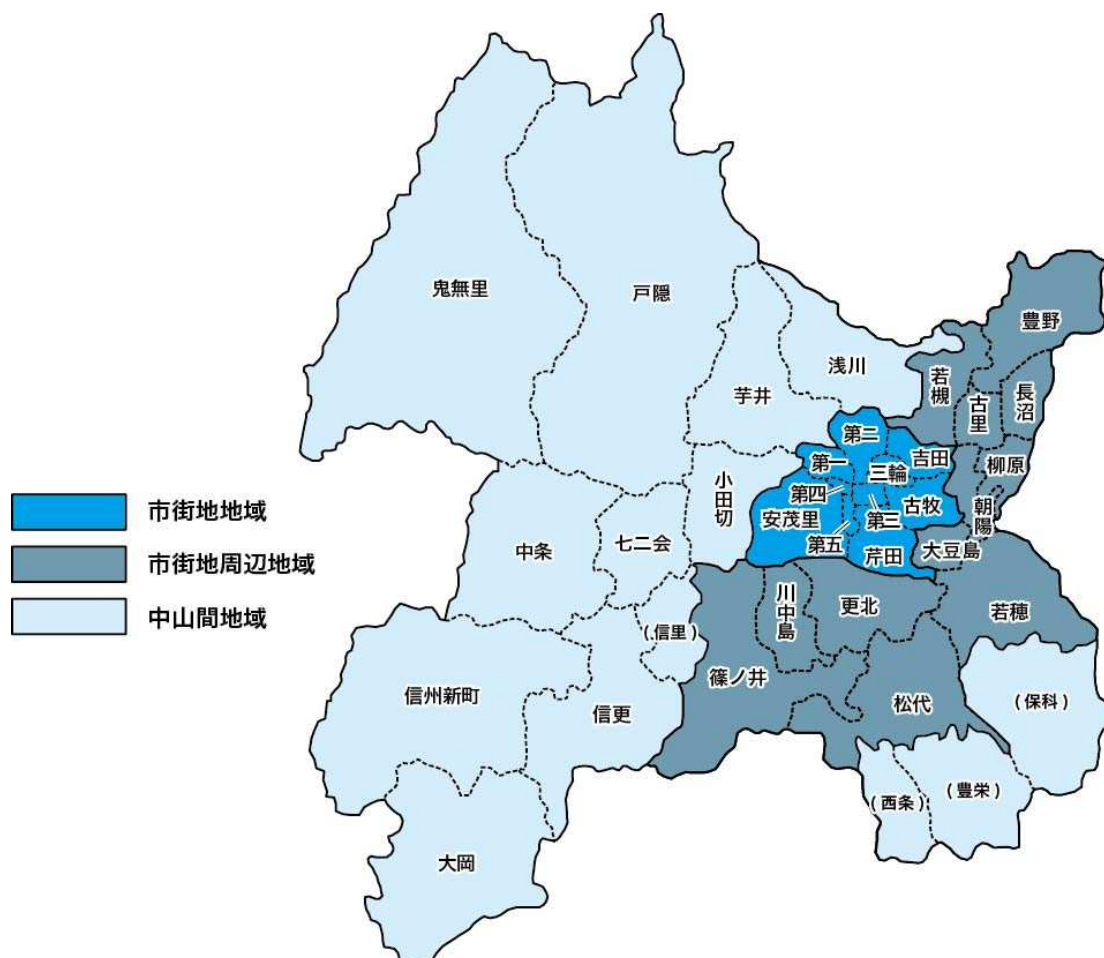 鬼無里
戸隠
豊野
浅川
若槻
芋井
古里
長沼
第二
吉田
第一
三輪
柳原
小田切
第四
安茂里
第三
古牧
朝陽
第五
芹田
大豆島
市街地地域
市街地周辺地域
中山間地域
中条
七二会
川中島
更北
若穂
(信里)
篠ノ井
信州新町
信更
松代
(保科)
(西条)
(豊栄)
大岡